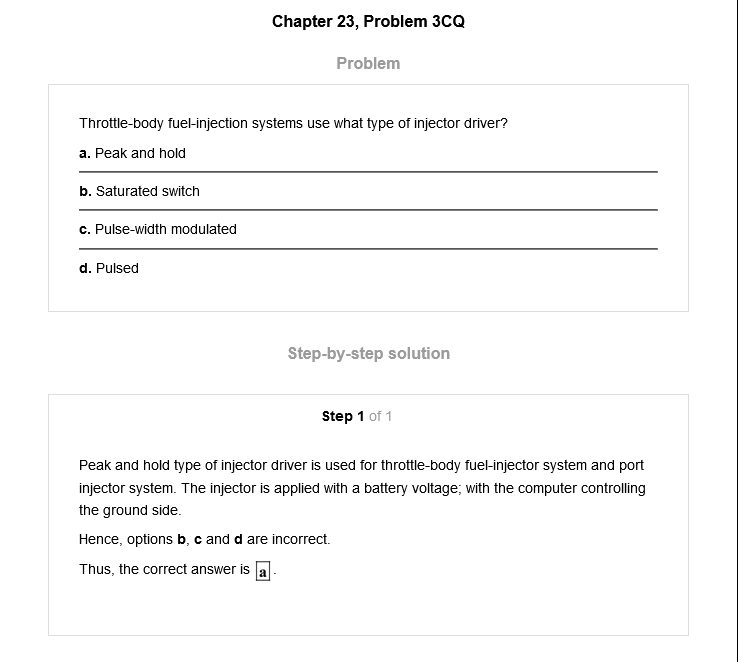 Chapter 23, Problem 3CQ
Problem
Throttle-body fuel-injection systems use what type of injector driver?
a. Peak and hold
b. Saturated switch
c. Pulse-width modulated
d. Pulsed
Step-by-step solution
Step 1 of 1
Peak and hold type of injector driver is used for throttle-body fuel-injector system and port
injector system. The injector is applied with a battery voltage; with the computer controlling
the ground side.
Hence, options b, c and d are incorrect.
Thus, the correct answer is a.